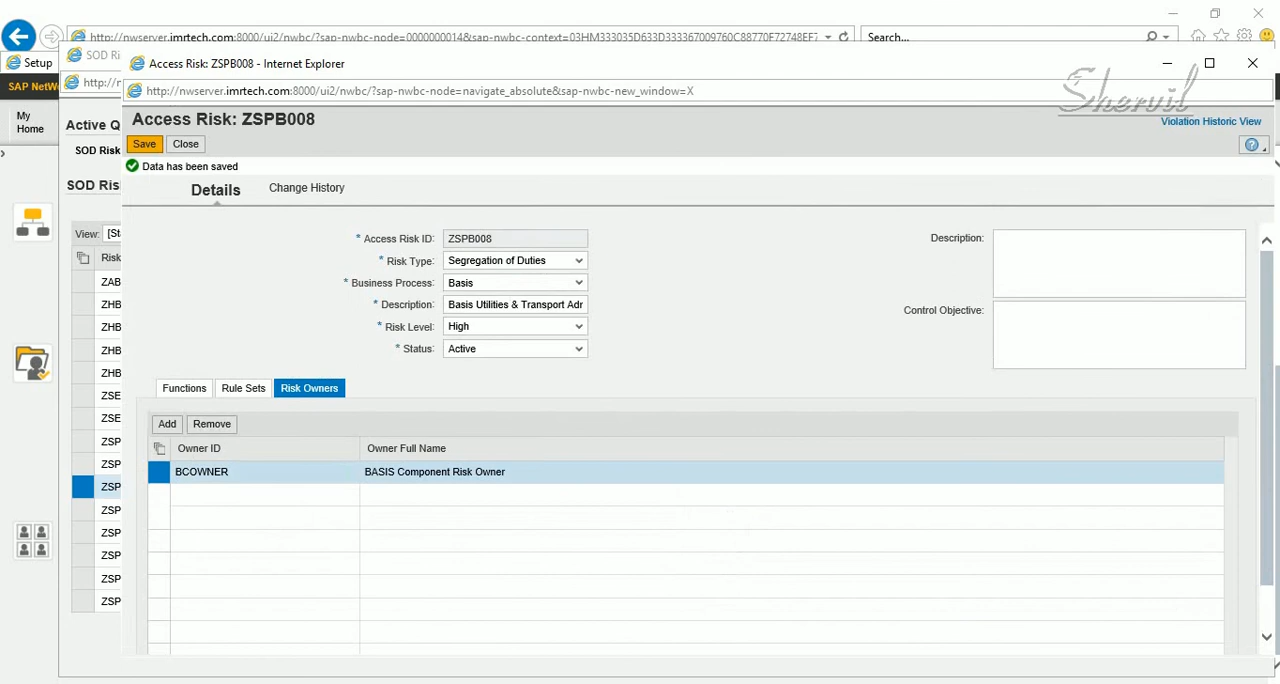 http://nwserver.imrtech.com:8000/ui2/nwbc/?sap-nwbc-node=0000000014&sap-nwbc-context=03HM333035D633D333367009760C88770F72748EF7
Search...
Setup
SOD Ri
Access Risk: ZSPB008 - Internet Explorer
http://n
http://nwserver.imrtech.com:8000/ui2/nwbc/?sap-nwbc-node=navigate_absolute&sap-nwbc-new_window=X
Shervil
SAP NetW
My
Home
Active Q
Access Risk: ZSPB008
Violation Historic View
SOD Risk
Save
Close
Data has been saved
SOD Ris
Details
Change History
View:
[Sta
Risk
ZAB
ZHB
ZHB
ZHB
ZHB
ZSE
ZSE
ZSP
ZSP
ZSP
ZSP
ZSP
ZSP
ZSP
ZSP
* Access Risk ID: ZSPB008
* Risk Type: Segregation of Duties
* Business Process: Basis
* Description: Basis Utilities & Transport Adr
* Risk Level: High
* Status: Active
Description:
Control Objective:
Functions
Rule Sets
Risk Owners
Add
Remove
Owner ID
Owner Full Name
BCOWNER
BASIS Component Risk Owner